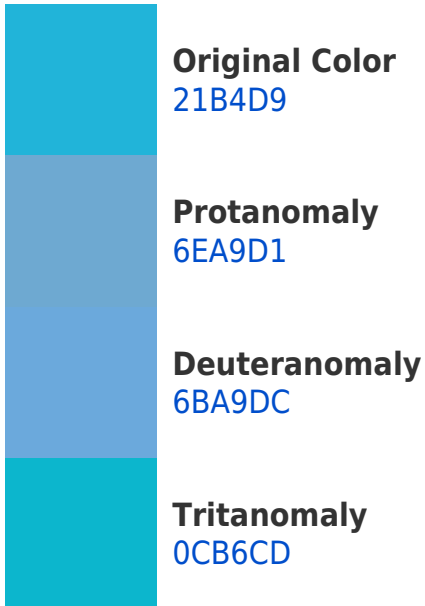 Original Color
21B4D9
Protanomaly
6EA9D1
Deuteranomaly
6BA9DC
Tritanomaly
0CB6CD